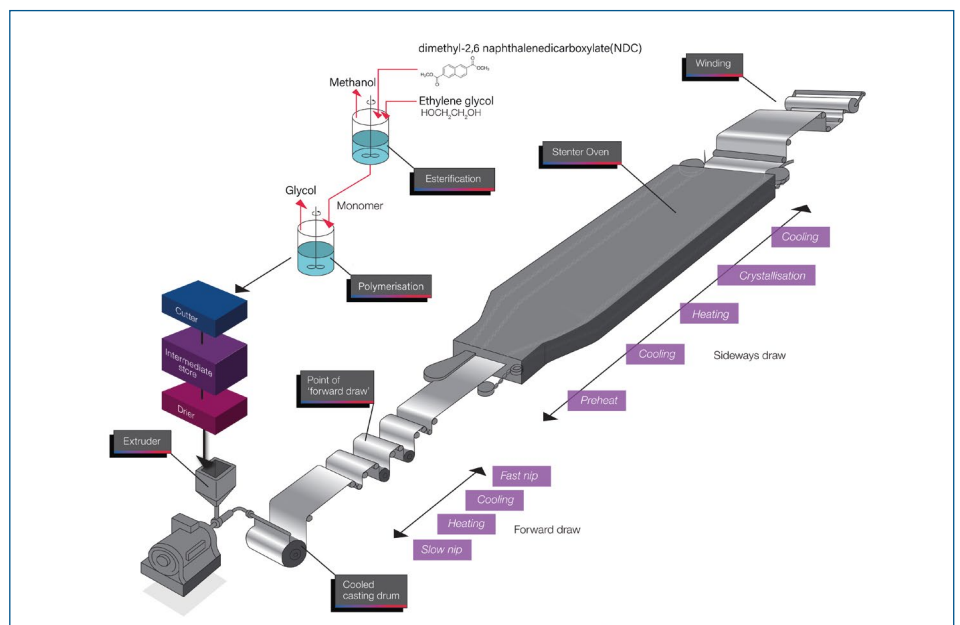 dimethyl-2,6 naphthalenedicarboxylate(NDC)
H₃CO
O
O
OCH₃
Methanol
Ethylene glycol
HOCH₂CH₂OH
Esterification
Glycol
Monomer
Polymerisation
Cutter
Intermediate
store
Drier
Extruder
Point of
'forward draw'
Cooled
casting drum
Winding
Stenter Oven
Cooling
Crystallisation
Heating
Cooling
Sideways draw
Preheat
Fast nip
Cooling
Heating
Forward draw
Slow nip